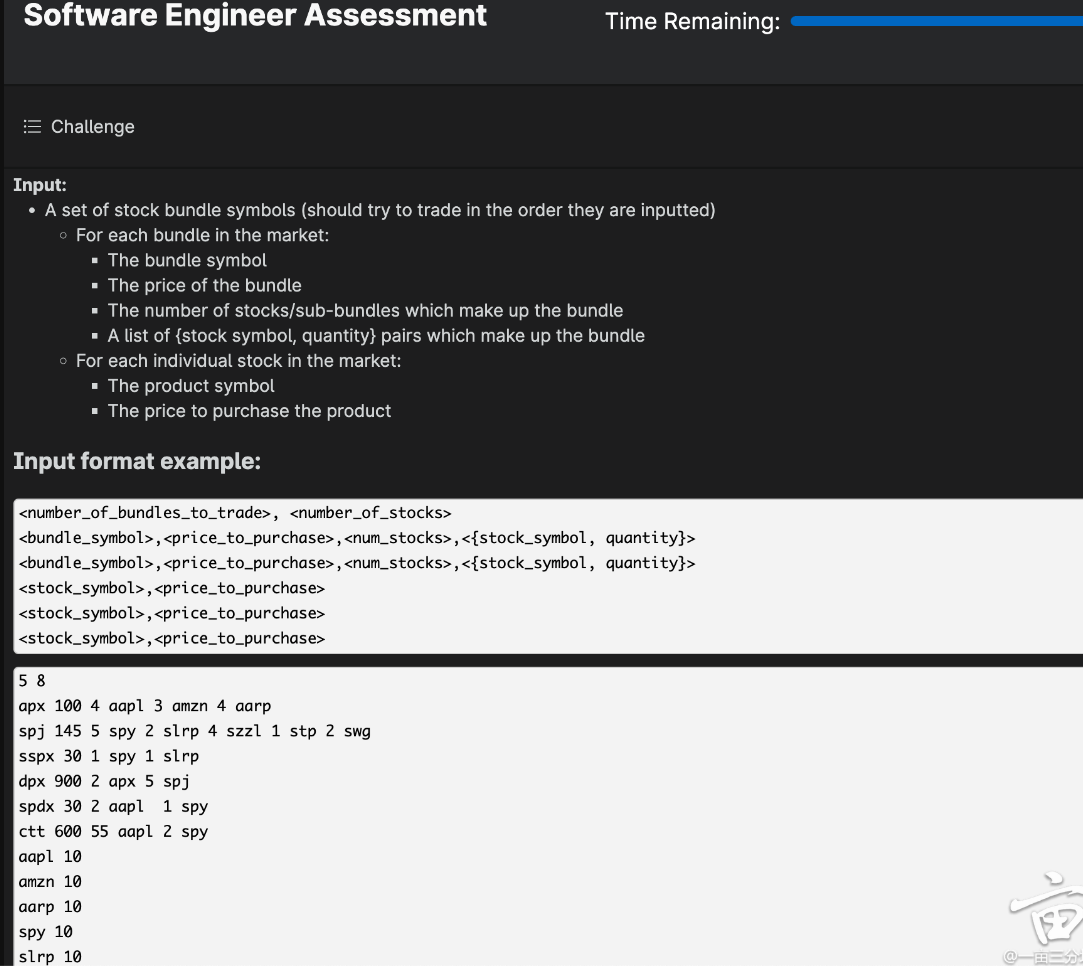 Software Engineer Assessment
Time Remaining:
Challenge
Input:
• A set of stock bundle symbols (should try to trade in the order they are inputted)
◦ For each bundle in the market:
▪ The bundle symbol
▪ The price of the bundle
▪ The number of stocks/sub-bundles which make up the bundle
▪ A list of {stock symbol, quantity} pairs which make up the bundle
◦ For each individual stock in the market:
▪ The product symbol
▪ The price to purchase the product
Input format example:
<number_of_bundles_to_trade>, <number_of_stocks>
<bundle_symbol>,<price_to_purchase>,<num_stocks>,<{stock_symbol, quantity}>
<bundle_symbol>,<price_to_purchase>,<num_stocks>,<{stock_symbol, quantity}>
<stock_symbol>,<price_to_purchase>
<stock_symbol>,<price_to_purchase>
<stock_symbol>,<price_to_purchase>
5 8
apx 100 4 aapl 3 amzn 4 aarp
spj 145 5 spy 2 slrp 4 szzl 1 stp 2 swg
sspx 30 1 spy 1 slrp
dpx 900 2 apx 5 spj
spdx 30 2 aapl  1 spy
ctt 600 55 aapl 2 spy
aapl 10
amzn 10
aarp 10
spy 10
slrp 10
@一亩三分